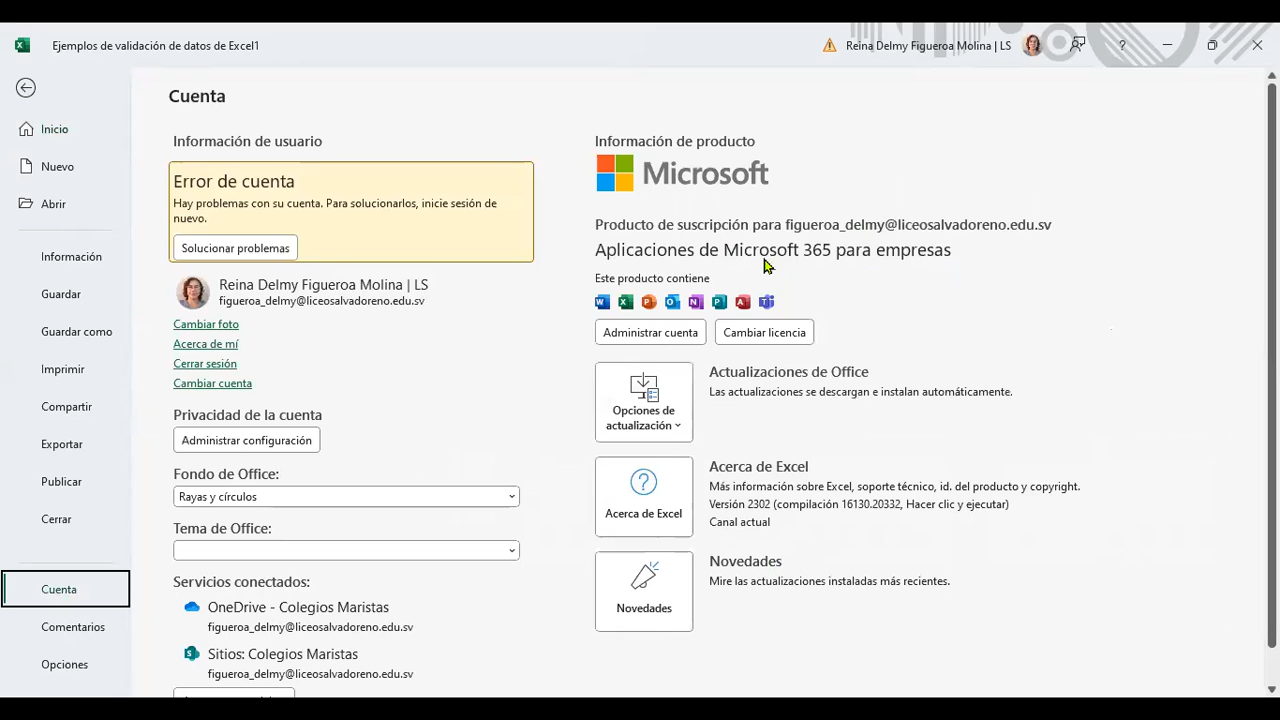 Ejemplos de validación de datos de Excel1
Reina Delmy Figueroa Molina | LS
?
Inicio
Nuevo
Abrir
Información
Guardar
Guardar como
Imprimir
Compartir
Exportar
Publicar
Cerrar
Cuenta
Comentarios
Opciones
Cuenta
Información de usuario
Error de cuenta
Hay problemas con su cuenta. Para solucionarlos, inicie sesión de
nuevo.
Solucionar problemas
Reina Delmy Figueroa Molina | LS
figueroa_delmy@liceosalvadoreno.edu.sv
Cambiar foto
Acerca de mí
Cerrar sesión
Cambiar cuenta
Privacidad de la cuenta
Administrar configuración
Fondo de Office:
Rayas y círculos
Tema de Office:
Servicios conectados:
OneDrive - Colegios Maristas
figueroa_delmy@liceosalvadoreno.edu.sv
Sitios: Colegios Maristas
figueroa_delmy@liceosalvadoreno.edu.sv
Información de producto
Microsoft
Producto de suscripción para figueroa_delmy@liceosalvadoreno.edu.sv
Aplicaciones de Microsoft 365 para empresas
Este producto contiene
Administrar cuenta
Cambiar licencia
Opciones de
actualización
Actualizaciones de Office
Las actualizaciones se descargan e instalan automáticamente.
Acerca de Excel
Acerca de Excel
Más información sobre Excel, soporte técnico, id. del producto y copyright.
Versión 2302 (compilación 16130.20332, Hacer clic y ejecutar)
Canal actual
Novedades
Novedades
Mire las actualizaciones instaladas más recientes.